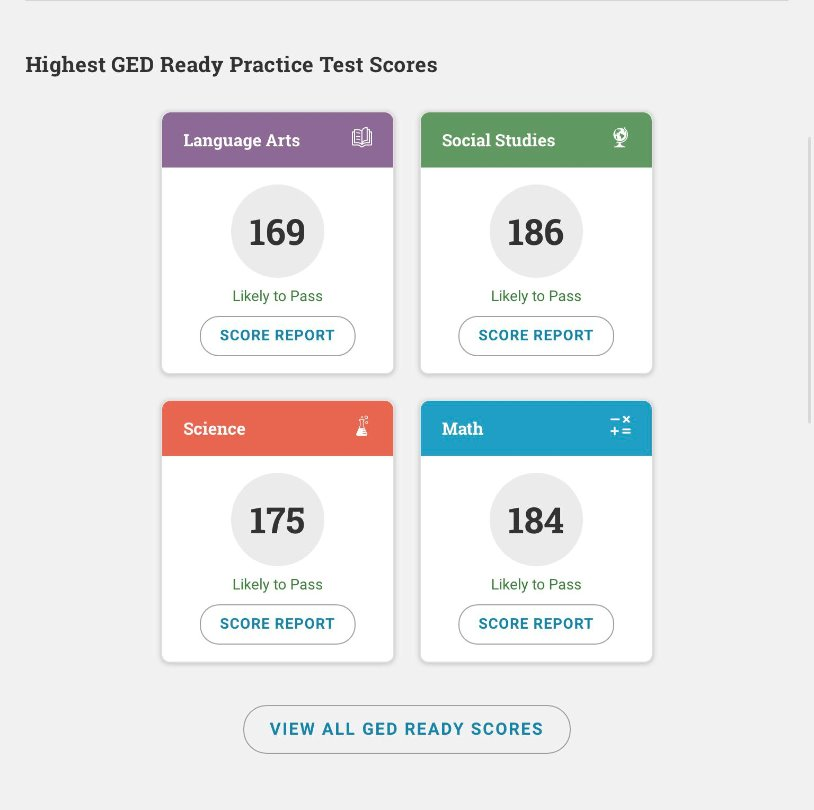 Highest GED Ready Practice Test Scores
Language Arts
169
Likely to Pass
SCORE REPORT
Social Studies
186
Likely to Pass
SCORE REPORT
Science
175
Likely to Pass
SCORE REPORT
Math
184
Likely to Pass
SCORE REPORT
VIEW ALL GED READY SCORES